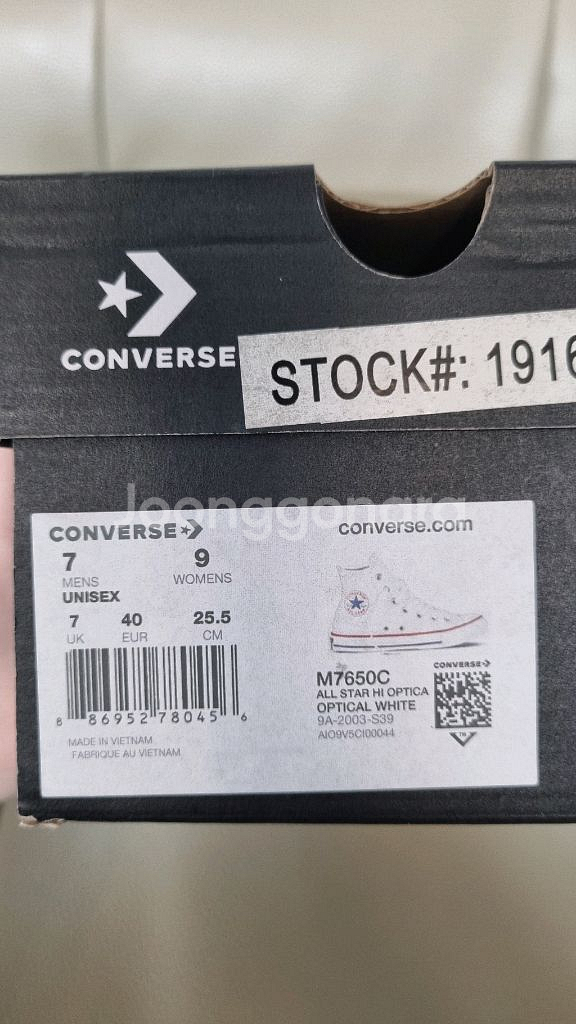 CONVERSE
STOCK#: 1916
joonggonara
CONVERSE
converse.com
7
MENS
9
WOMENS
UNISEX
7
UK
40
EUR
25.5
CM
8 86952 78045 6
MADE IN VIETNAM
FABRIQUE AU VIETNAM
M7650C
ALL STAR HI OPTICA
OPTICAL WHITE
9A-2003-S39
AIO9V5CI00044
CONVERSE
TM